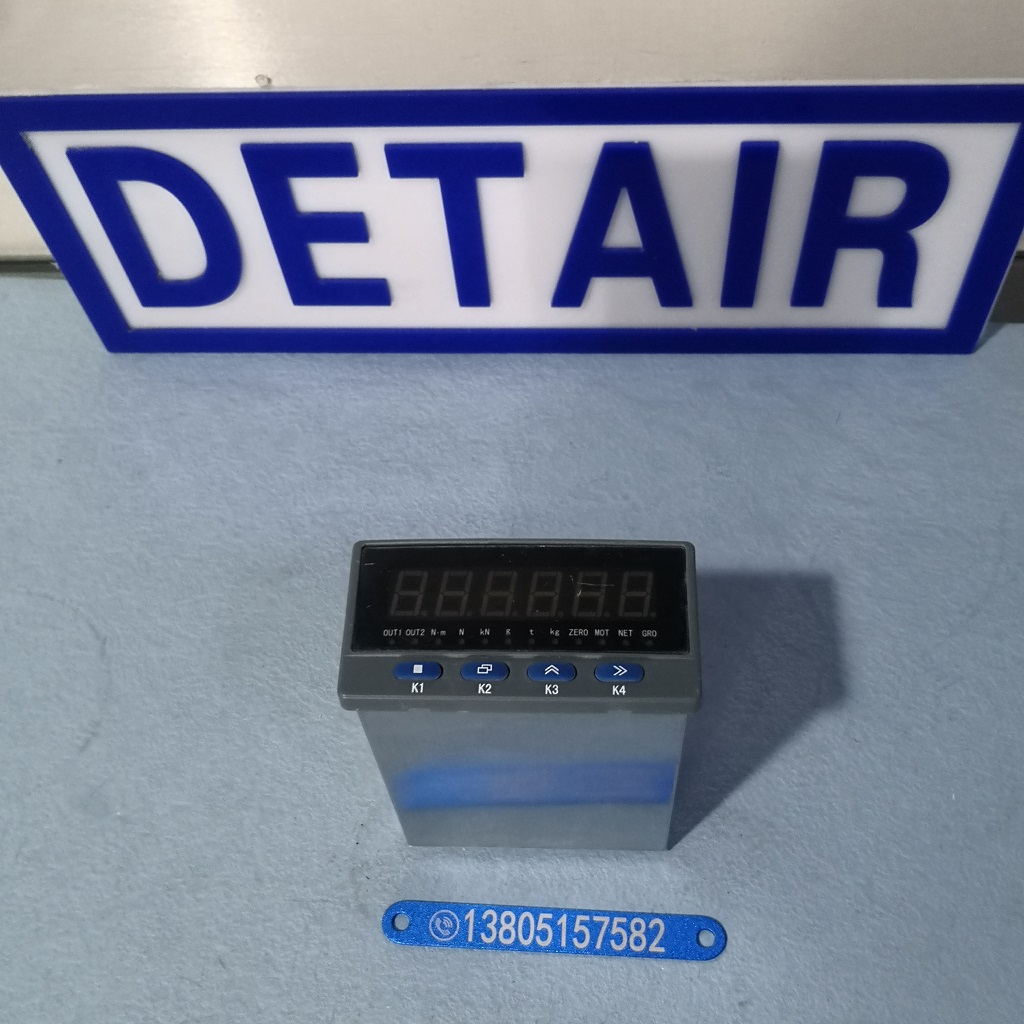 DETAIR
OUT1 OUT2 N·m N kN g t kg ZERO MOT NET GRO
K1 K2 K3 K4
13805157582